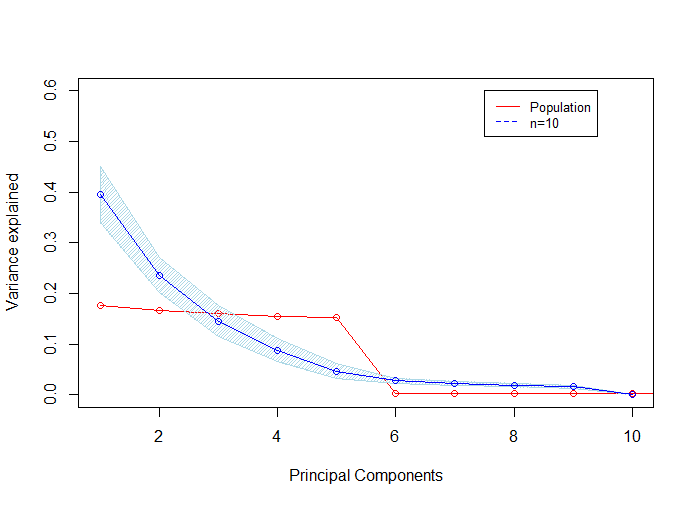 Population
n=10
Variance explained
0.6
0.5
0.4
0.3
0.2
0.1
0.0
2 4 6 8 10
Principal Components